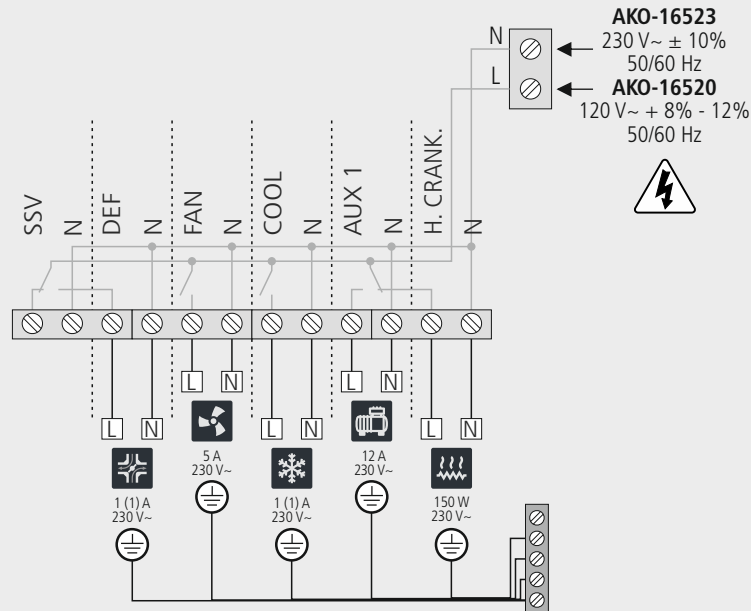 AKO-16523
N
230 V~ ± 10%
50/60 Hz
L
AKO-16520
120 V~ + 8% - 12%
50/60 Hz
SSV
N
DEF
N
FAN
N
COOL
N
AUX 1
N
H. CRANK.
N
L
N
L
N
L
N
L
N
L
N
5 A
230 V~
12 A
230 V~
1 (1) A
230 V~
1 (1) A
230 V~
150 W
230 V~